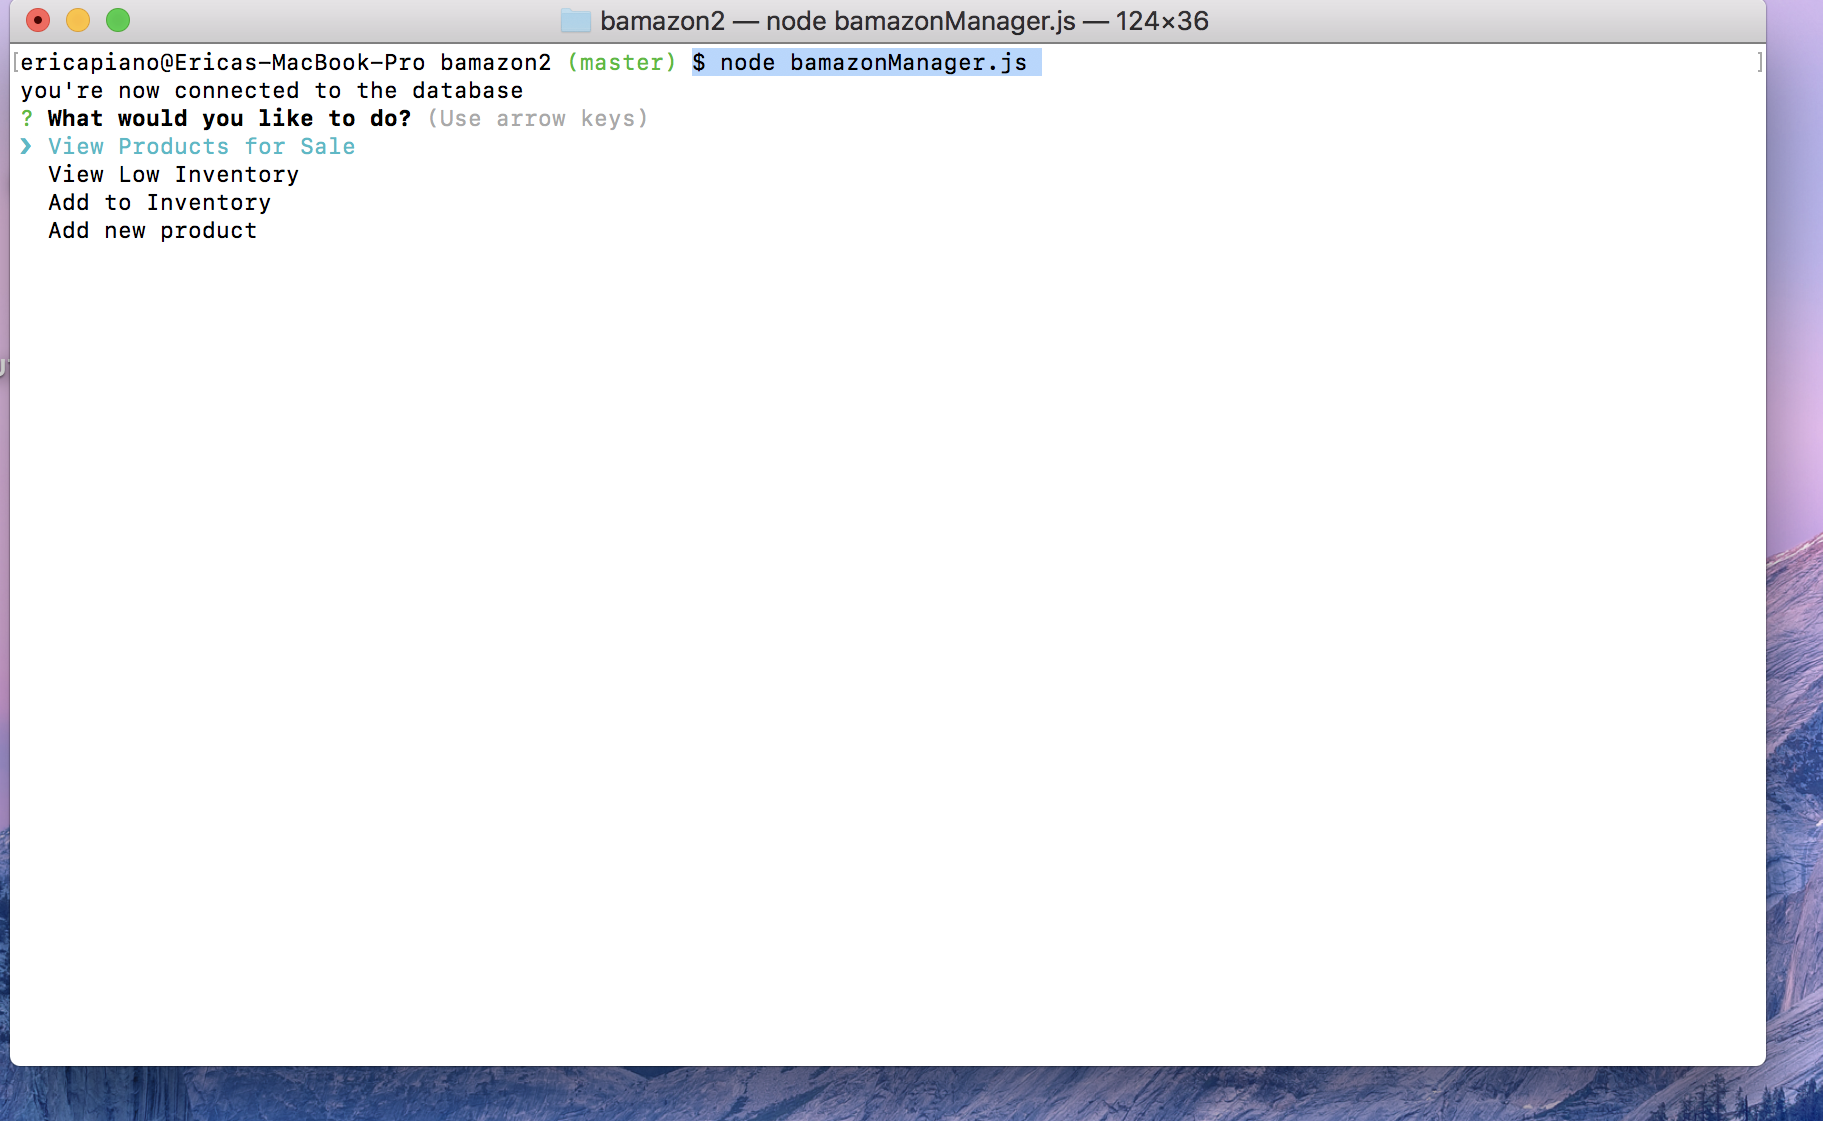 bamazon2 — node bamazonManager.js — 124×36
[ericapiano@Ericas-MacBook-Pro bamazon2 (master) $ node bamazonManager.js ]
you're now connected to the database
? What would you like to do? (Use arrow keys)
❯ View Products for Sale
View Low Inventory
Add to Inventory
Add new product